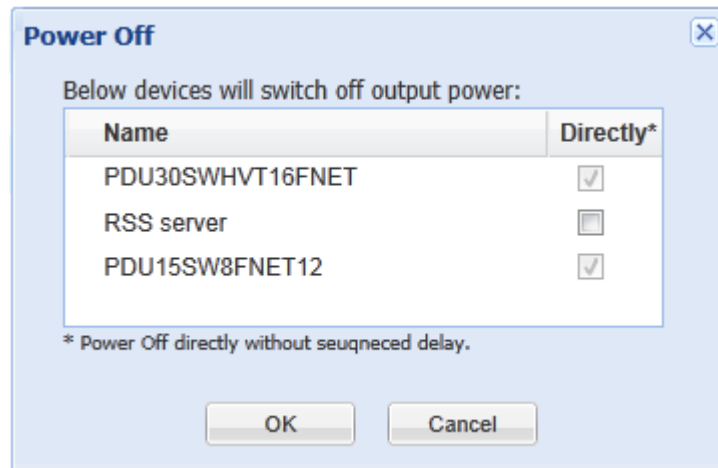 Power Off
Below devices will switch off output power:
Name Directly*
PDU30SWHVT16FNET
RSS server
PDU15SW8FNET12
* Power Off directly without seuqneced delay.
OK Cancel